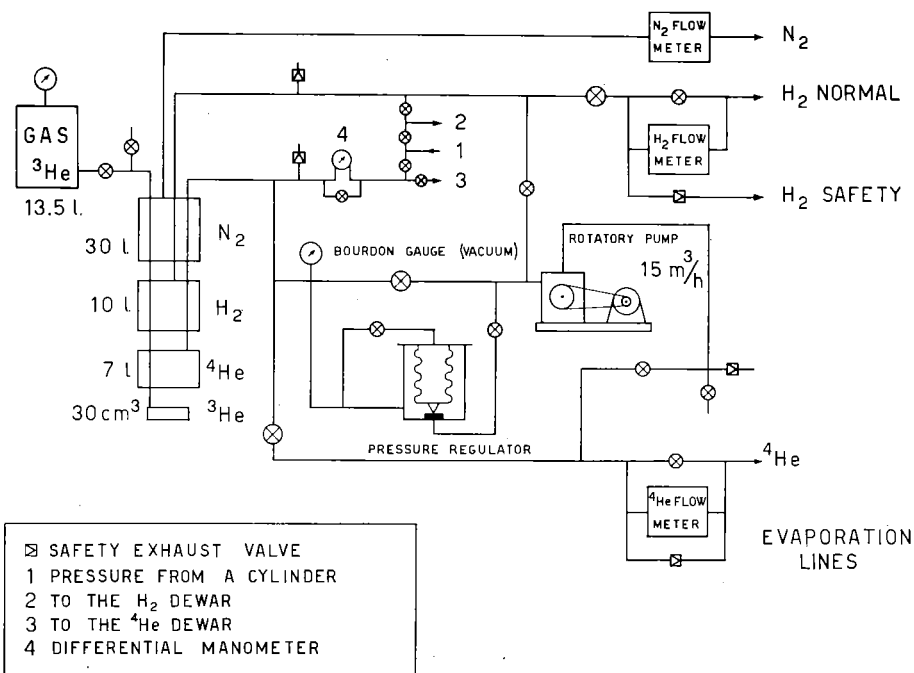 N₂ FLOW
METER
N₂
GAS
³He
13.5 l.
H₂ NORMAL
4
2
1
3
H₂ FLOW
METER
H₂ SAFETY
30 l
N₂
BOURDON GAUGE (VACUUM)
ROTATORY PUMP
15 m³/h
10 l
H₂
7 l
⁴He
30 cm³
³He
PRESSURE REGULATOR
⁴He
⁴He FLOW
METER
EVAPORATION
LINES
SAFETY EXHAUST VALVE
1 PRESSURE FROM A CYLINDER
2 TO THE H₂ DEWAR
3 TO THE ⁴He DEWAR
4 DIFFERENTIAL MANOMETER